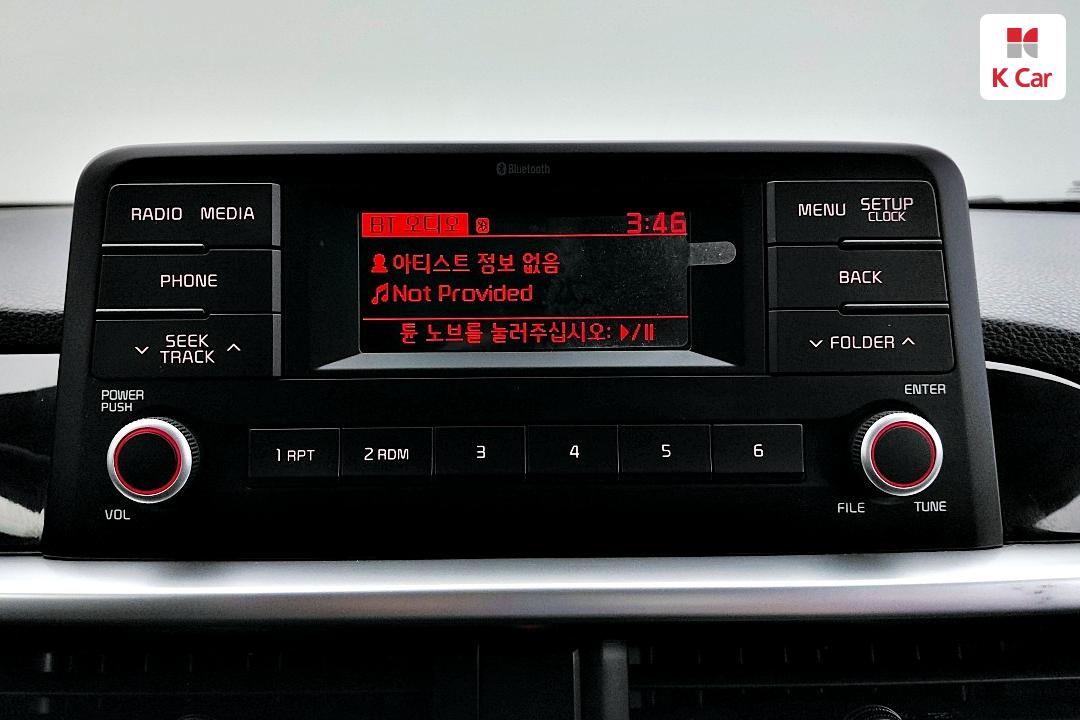 K Car
Bluetooth
RADIO MEDIA
PHONE
SEEK
TRACK
BT 오디오 3:46
아티스트 정보 없음
Not Provided
튠 노브를 눌러주십시오: ▶/II
MENU SETUP
CLOCK
BACK
FOLDER
POWER
PUSH
VOL
1 RPT 2 RDM 3 4 5 6
ENTER
FILE TUNE